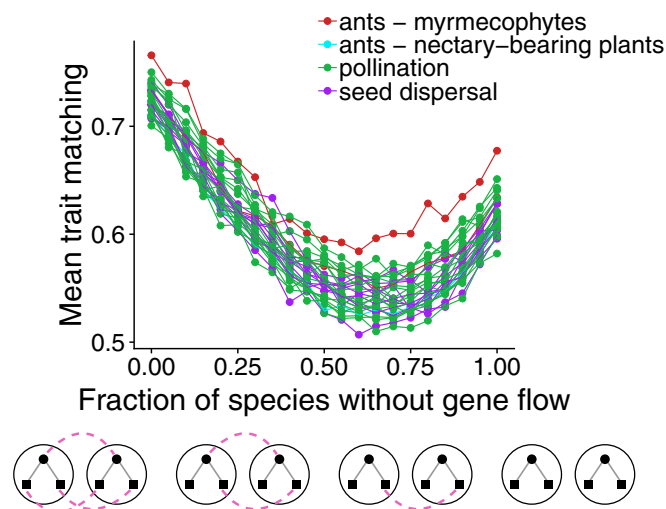 ants − myrmecophytes
ants − nectary−bearing plants
pollination
seed dispersal
Mean trait matching
0.7
0.6
0.5
0.00 0.25 0.50 0.75 1.00
Fraction of species without gene flow